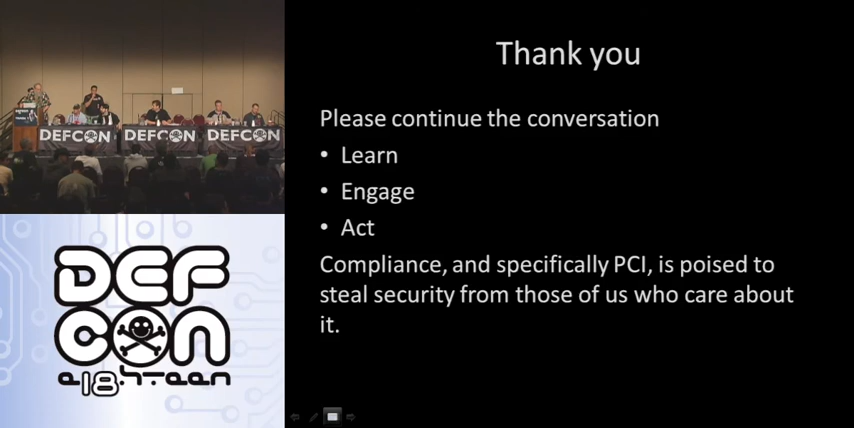 Thank you
Please continue the conversation
• Learn
• Engage
• Act
Compliance, and specifically PCI, is poised to
steal security from those of us who care about
it.
DEFCON DEFCON DEFCON
DEF
CON